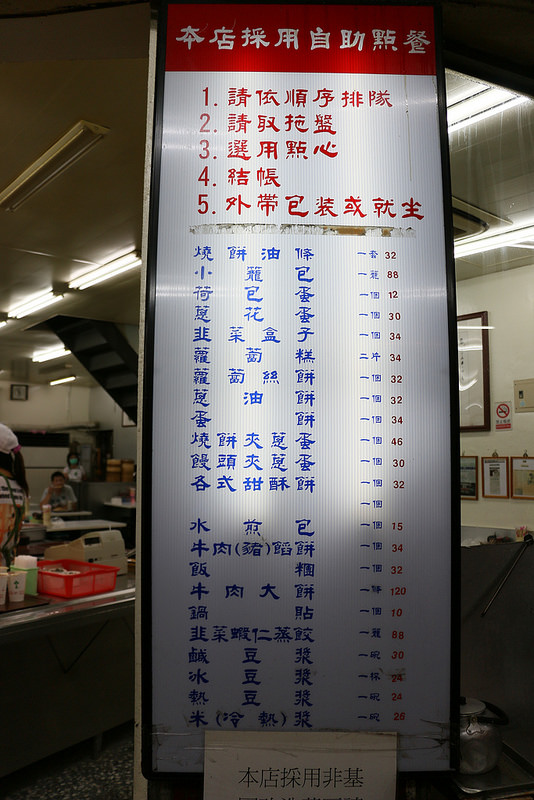 本店採用自助點餐
1. 請依順序排隊
2. 請取拖盤
3. 選用點心
4. 結帳
5. 外帶包裝或就坐
燒餅油條 一套 32
小籠包 一籠 88
荷包蛋 一個 12
蔥花蛋 一個 30
韭菜盒子 一個 34
蘿蔔糕 二片 34
蘿蔔絲餅 一個 32
蔥油餅 一個 32
蛋餅 一個 34
燒餅夾蔥蛋 一個 46
饅頭夾蔥蛋 一個 30
各式甜酥餅 一個 32
一個
水煎包 一個 15
牛肉(豬)餡餅 一個 34
飯糰 一個 32
牛肉大餅 一條 120
鍋貼 一個 10
韭菜蝦仁蒸餃 一籠 88
鹹豆漿 一碗 30
冰豆漿 一杯 24
熱豆漿 一碗 24
米(冷熱)漿 一碗 26
本店採用非基